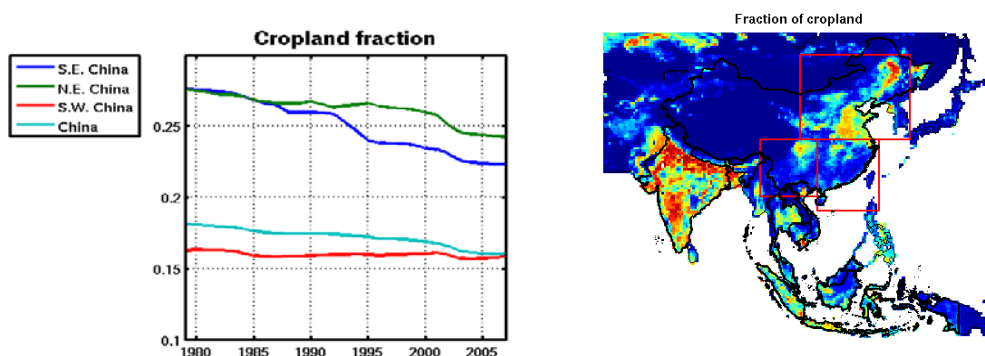 Cropland fraction
S.E. China
N.E. China
S.W. China
China
0.25
0.2
0.15
0.1
1980 1985 1990 1995 2000 2005
Fraction of cropland